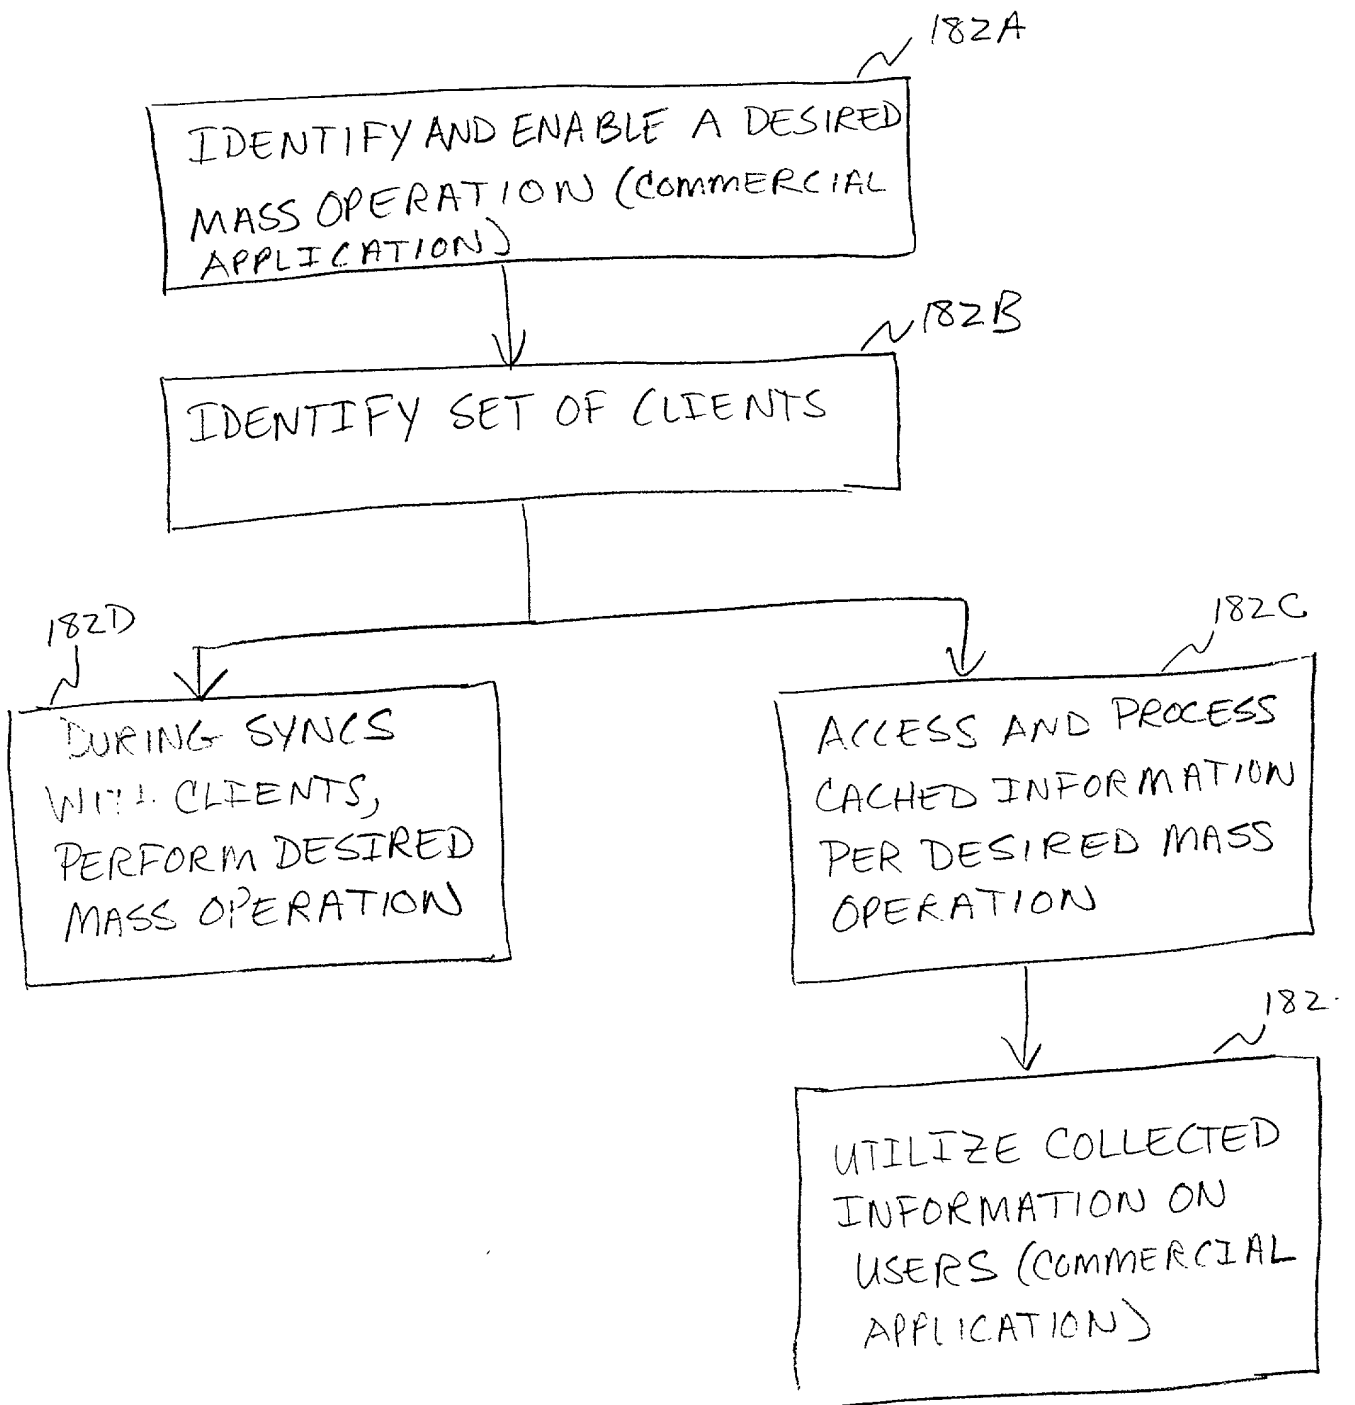 182A
IDENTIFY AND ENABLE A DESIRED
MASS OPERATION (COMMERCIAL
APPLICATION)
182B
IDENTIFY SET OF CLIENTS
182D
DURING SYNCS
CLIENTS,
PERFORM DESIRED
MASS OPERATION
182C
ACCESS AND PROCESS
CACHED INFORMATION
PER DESIRED MASS
OPERATION
182
UTILIZE COLLECTED
INFORMATION ON
USERS (COMMERCIAL
APPLICATION)